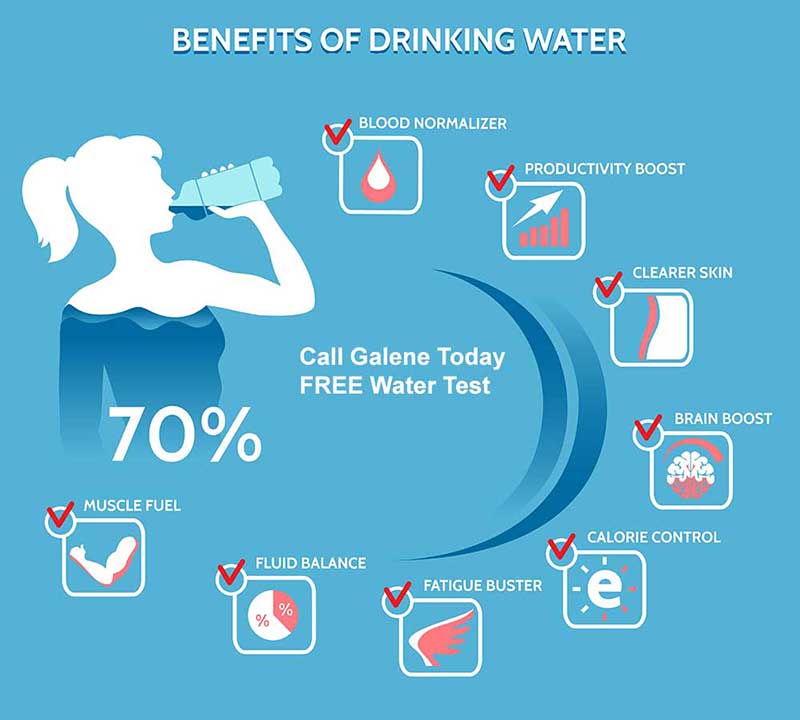 BENEFITS OF DRINKING WATER
BLOOD NORMALIZER
PRODUCTIVITY BOOST
CLEARER SKIN
Call Galene Today
FREE Water Test
70%
BRAIN BOOST
MUSCLE FUEL
CALORIE CONTROL
e
FLUID BALANCE
%
%
FATIGUE BUSTER